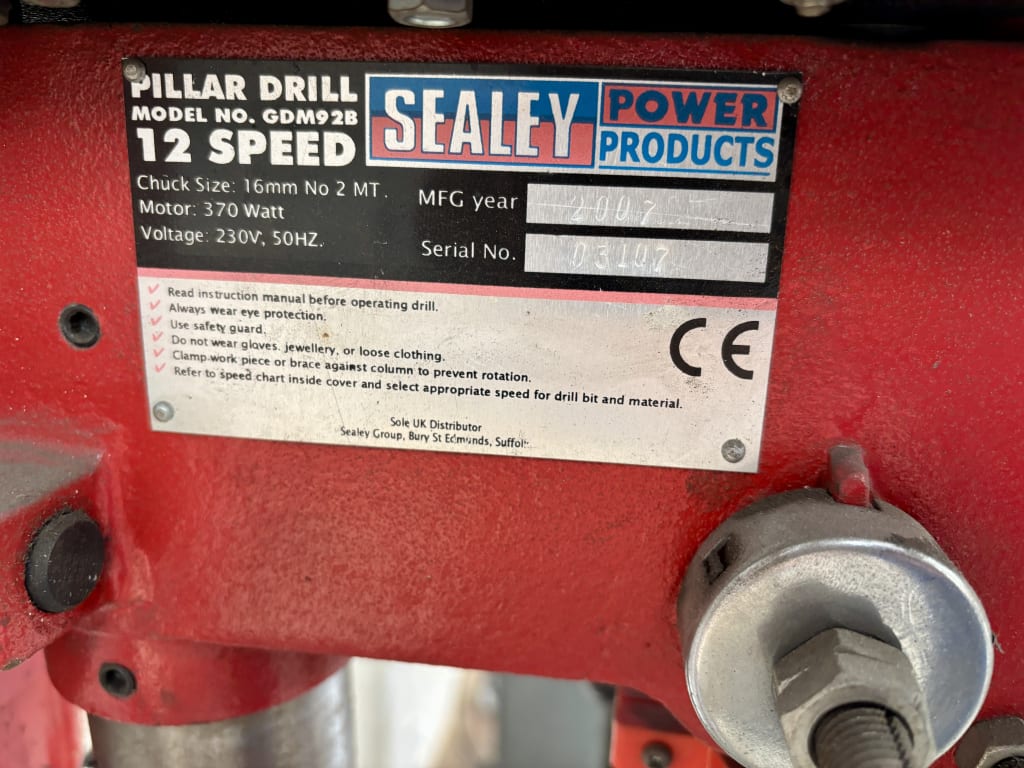 PILLAR DRILL
MODEL NO. GDM92B
12 SPEED
SEALEY
POWER
PRODUCTS
Chuck Size: 16mm No 2 MT.
Motor: 370 Watt
Voltage: 230V, 50HZ.
MFG year 2007
Serial No. 03107
Read instruction manual before operating drill.
Always wear eye protection.
Use safety guard.
Do not wear gloves, jewellery, or loose clothing.
Clamp work piece or brace against column to prevent rotation.
Refer to speed chart inside cover and select appropriate speed for drill bit and material.
CE
Sole UK Distributor
Sealey Group, Bury St Edmunds, Suffolk